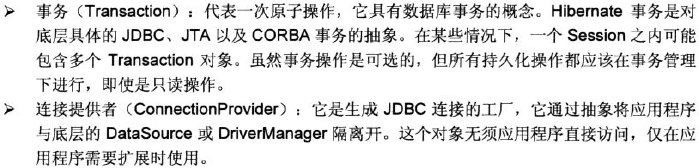 ➢ 事务（Transaction）：代表一次原子操作，它具有数据库事务的概念。Hibernate 事务是对
底层具体的 JDBC、JTA 以及 CORBA 事务的抽象。在某些情况下，一个 Session 之内可能
包含多个 Transaction 对象。虽然事务操作是可选的，但所有持久化操作都应该在事务管理
下进行，即使是只读操作。
➢ 连接提供者（ConnectionProvider）：它是生成 JDBC 连接的工厂，它通过抽象将应用程序
与底层的 DataSource 或 DriverManager 隔离开。这个对象无须应用程序直接访问，仅在应
用程序需要扩展时使用。